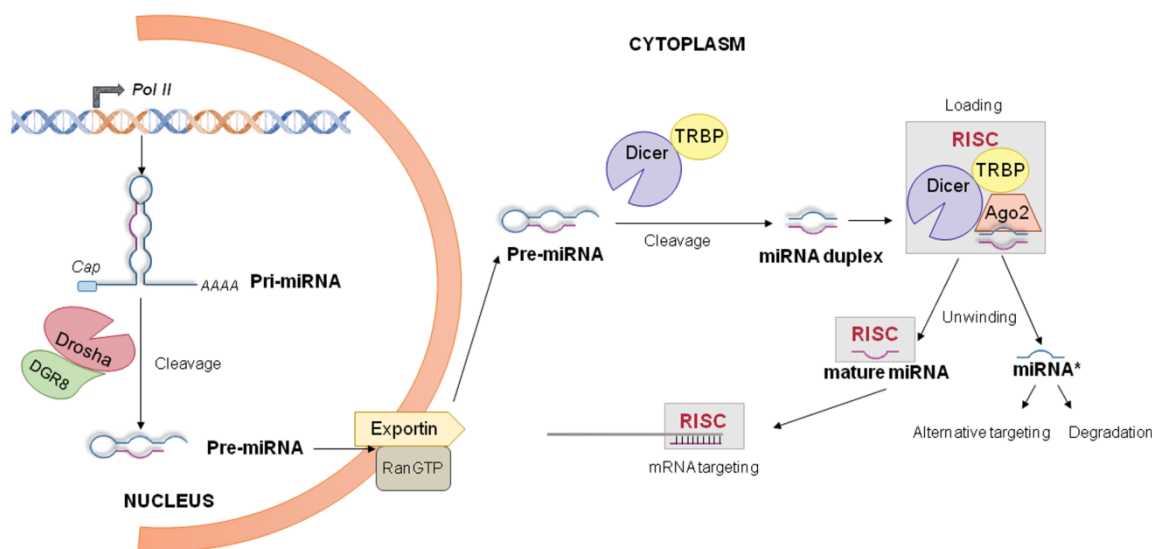 CYTOPLASM
Pol II
Cap
AAAA
Pri-miRNA
Drosha
DGR8
Cleavage
Pre-miRNA
NUCLEUS
Exportin
RanGTP
Pre-miRNA
Dicer
TRBP
Cleavage
miRNA duplex
Loading
RISC
TRBP
Dicer
Ago2
Unwinding
RISC
mature miRNA
miRNA*
Alternative targeting
Degradation
RISC
mRNA targeting